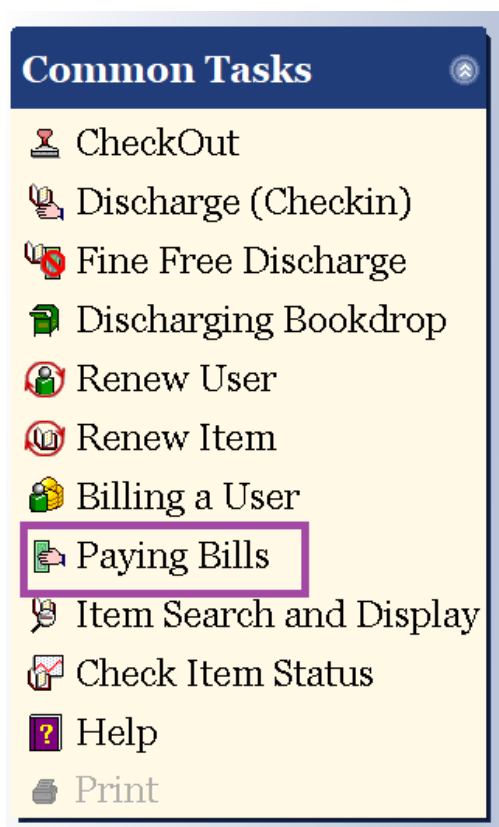 Common Tasks
CheckOut
Discharge (Checkin)
Fine Free Discharge
Discharging Bookdrop
Renew User
Renew Item
Billing a User
Paying Bills
Item Search and Display
Check Item Status
? Help
Print